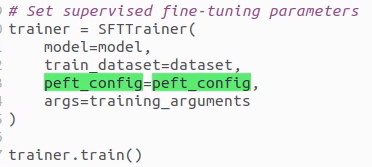 # Set supervised fine-tuning parameters
trainer = SFTTrainer(
    model=model,
    train_dataset=dataset,
    peft_config=peft_config,
    args=training_arguments
)

trainer.train()